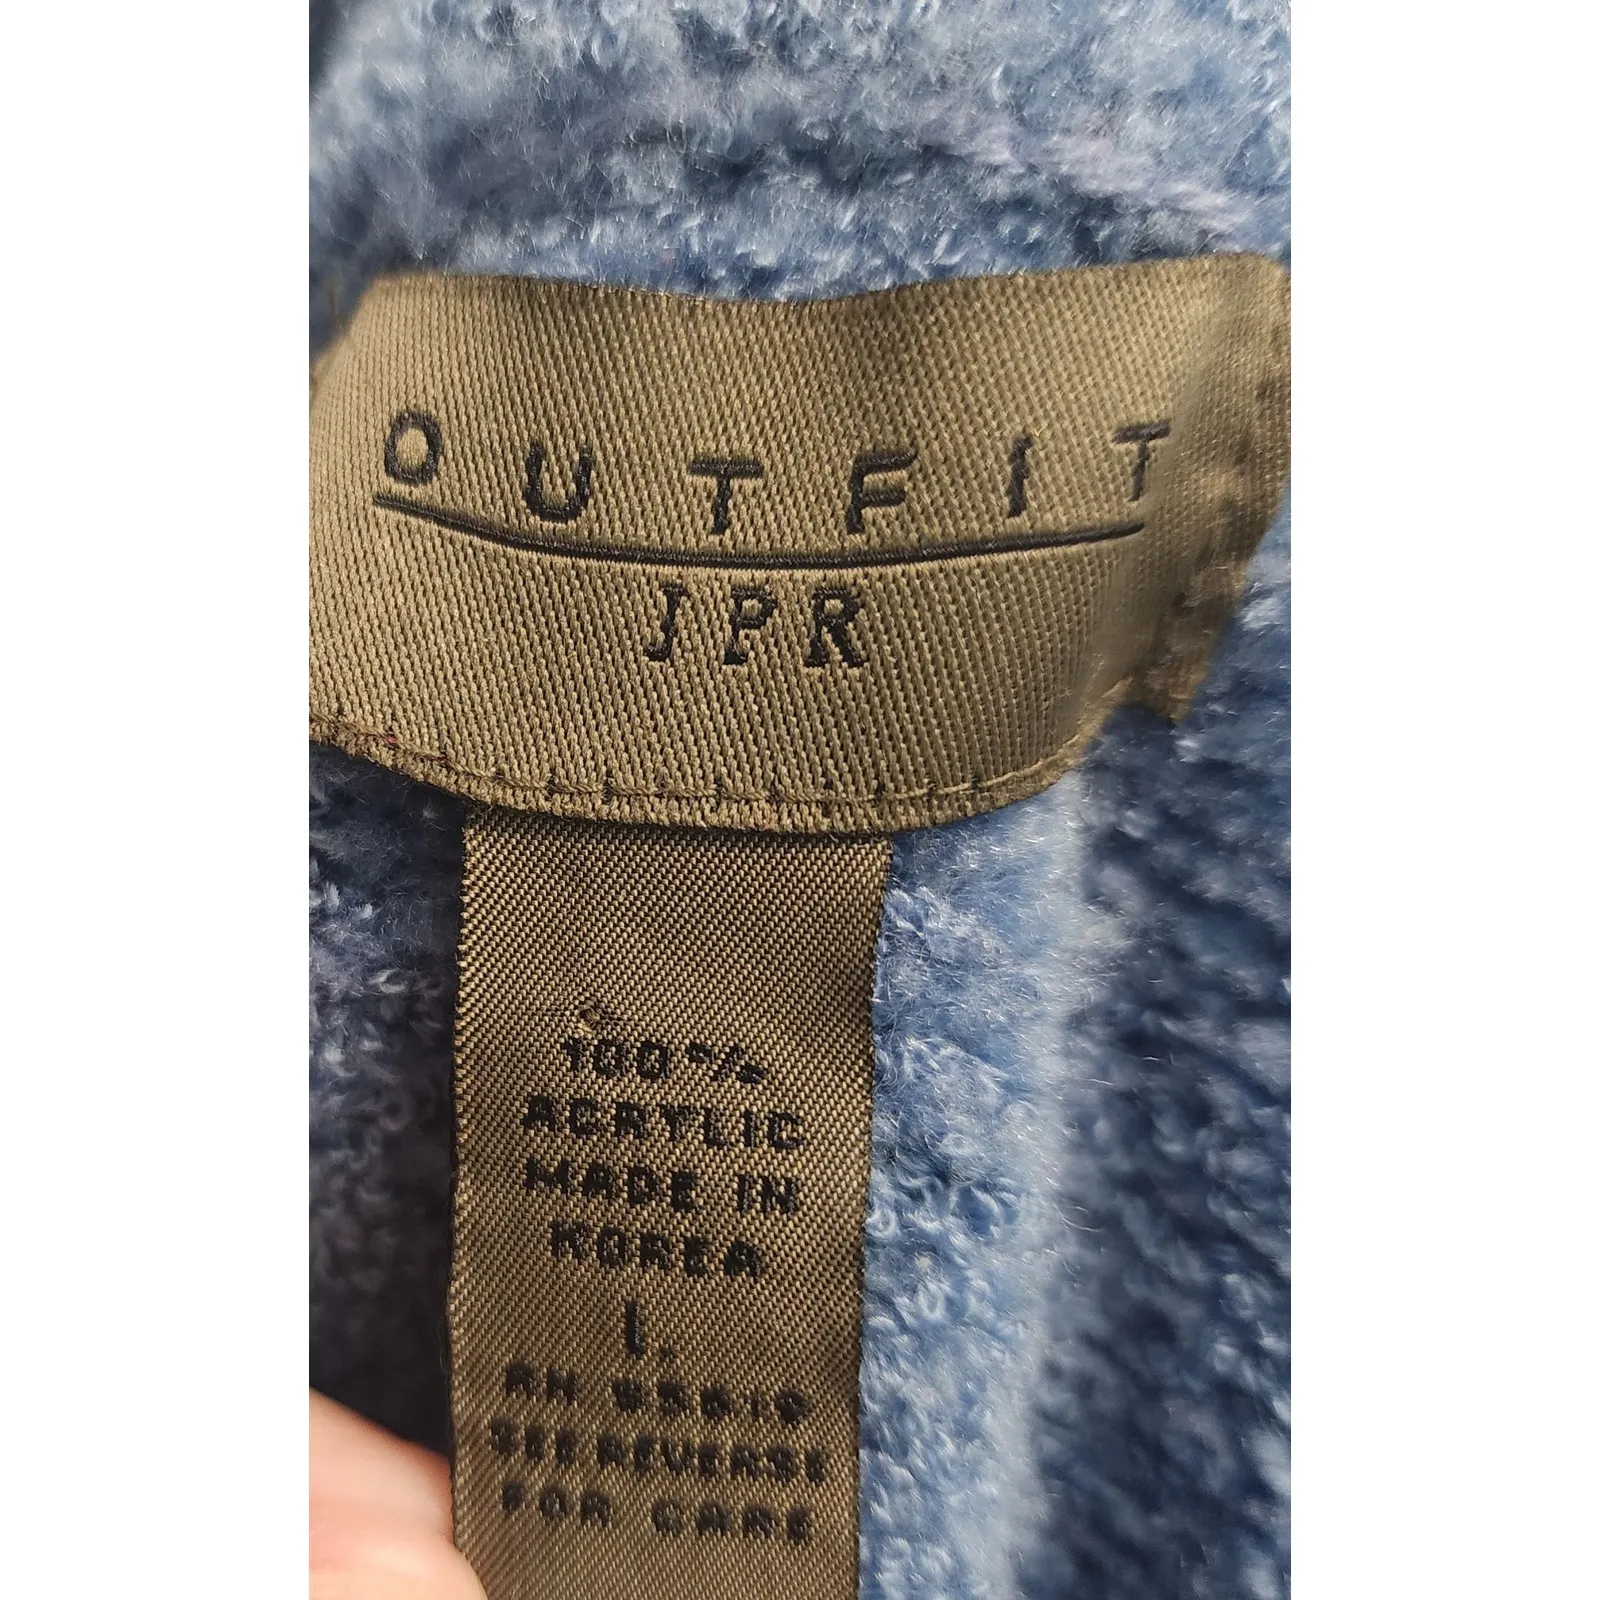 OUTFIT
JPR
100%
ACRYLIC
MADE IN
KOREA
L
SEE REVERSE
FOR CARE